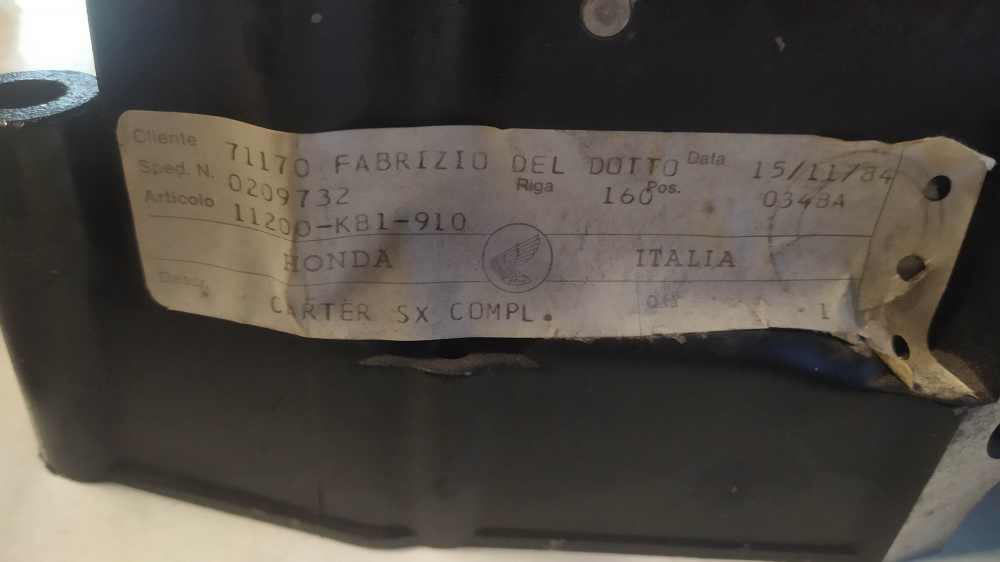 Cliente 71170 FABRIZIO DEL DOTTO Data 15/11/84
Sped. N. 0209732 Riga 160 Pos. 034BA
Articolo 11200-KB1-910
HONDA ITALIA
Descr. CARTER SX COMPL. Q.tà 1